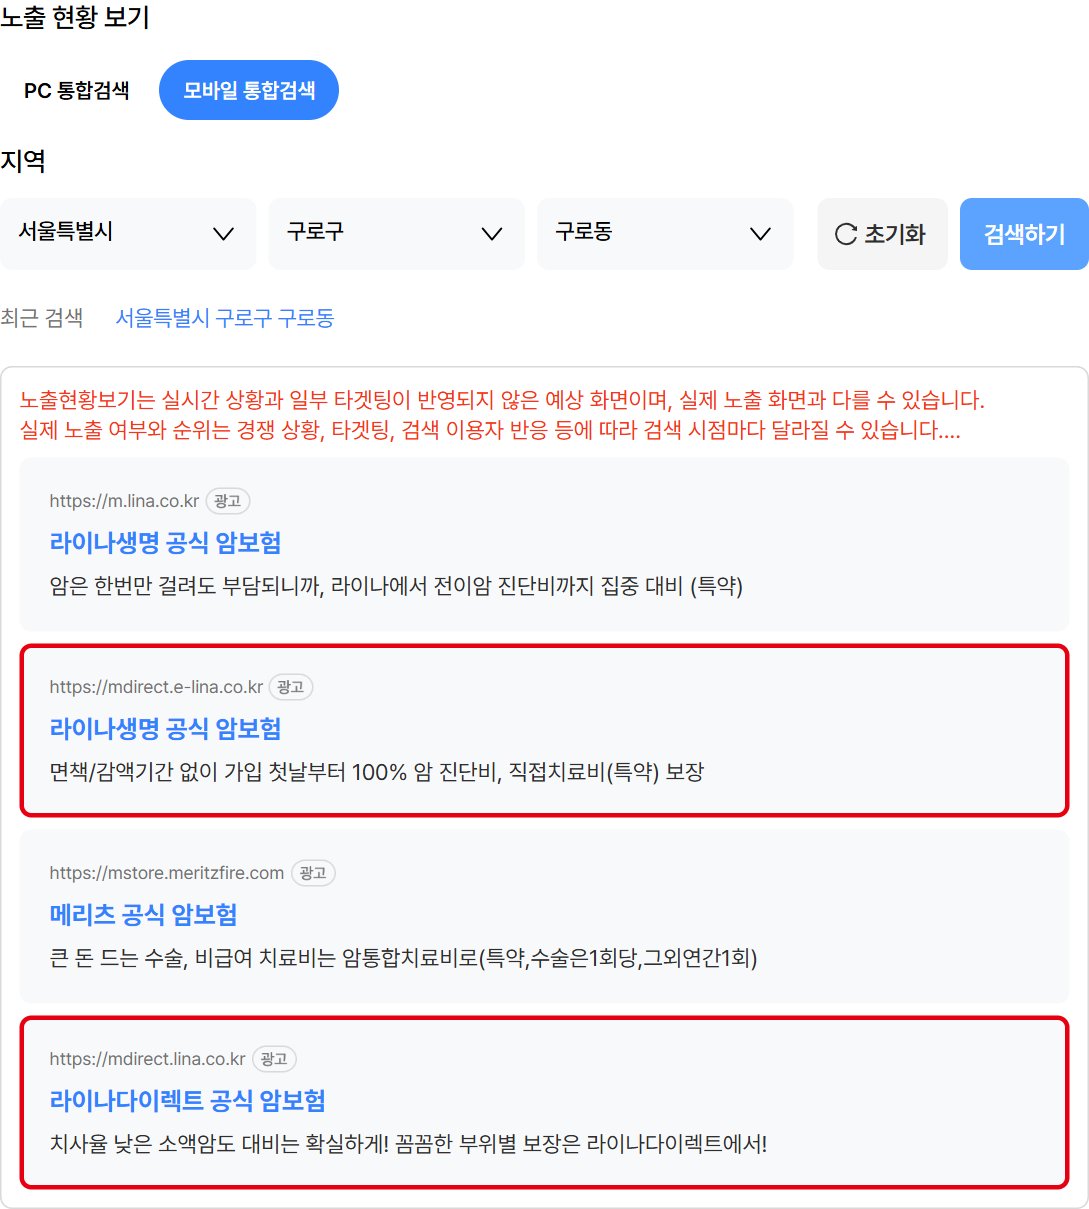 노출 현황 보기
PC 통합검색 모바일 통합검색
지역
서울특별시 구로구 구로동 초기화 검색하기
최근 검색 서울특별시 구로구 구로동
노출현황보기는 실시간 상황과 일부 타겟팅이 반영되지 않은 예상 화면이며, 실제 노출 화면과 다를 수 있습니다.
실제 노출 여부와 순위는 경쟁 상황, 타겟팅, 검색 이용자 반응 등에 따라 검색 시점마다 달라질 수 있습니다....
https://m.lina.co.kr 광고
라이나생명 공식 암보험
암은 한번만 걸려도 부담되니까, 라이나에서 전이암 진단비까지 집중 대비 (특약)
https://mdirect.e-lina.co.kr 광고
라이나생명 공식 암보험
면책/감액기간 없이 가입 첫날부터 100% 암 진단비, 직접치료비(특약) 보장
https://mstore.meritzfire.com 광고
메리츠 공식 암보험
큰 돈 드는 수술, 비급여 치료비는 암통합치료비로(특약,수술은1회당,그외연간1회)
https://mdirect.lina.co.kr 광고
라이나다이렉트 공식 암보험
치사율 낮은 소액암도 대비는 확실하게! 꼼꼼한 부위별 보장은 라이나다이렉트에서!